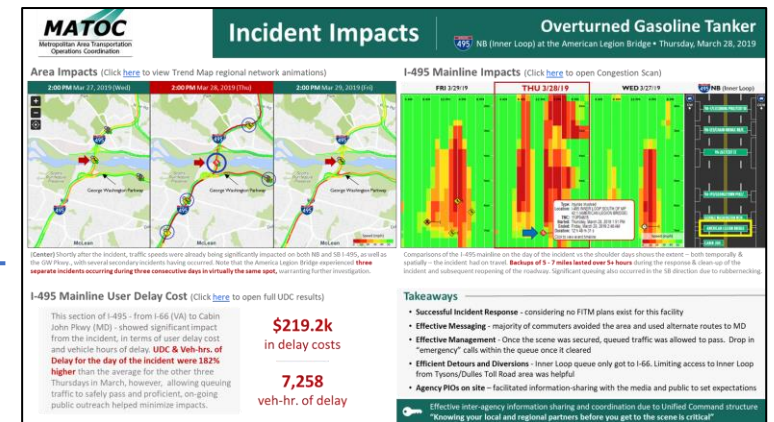 MATOC
Metropolitan Area Transportation
Operations Coordination
Incident Impacts
Overturned Gasoline Tanker
495 NB (Inner Loop) at the American Legion Bridge • Thursday, March 28, 2019
Area Impacts (Click here to view Trend Map regional network animations)
2:00 PM Mar 27, 2019 (Wed)
2:00 PM Mar 28, 2019 (Thu)
2:00 PM Mar 29, 2019 (Fri)
George Washington Parkway
George Washington Parkway
George Washington Parkway
McLean
McLean
McLean
(Center) Shortly after the incident, traffic speeds were already being significantly impacted on both NB and SB I-495, as well as
the GW Pkwy., with several secondary incidents having occurred. Note that the America Legion Bridge experienced three
separate incidents occurring during three consecutive days in virtually the same spot, warranting further investigation.
I-495 Mainline Impacts (Click here to open Congestion Scan)
FRI 3/29/19
THU 3/28/19
WED 3/27/19
495 NB (Inner Loop)
Comparisons of the I-495 mainline on the day of the incident vs the shoulder days shows the extent – both temporally &
spatially – the incident had on travel. Backups of 5 - 7 miles lasted over 5+ hours during the response & clean-up of the
incident and subsequent reopening of the roadway. Significant queuing also occurred in the SB direction due to rubbernecking.
I-495 Mainline User Delay Cost (Click here to open full UDC results)
This section of I-495 - from I-66 (VA) to Cabin
John Pkwy (MD) - showed significant impact
from the incident, in terms of user delay cost
and vehicle hours of delay. UDC & Veh-hrs. of
Delay for the day of the incident were 182%
higher than the average for the other three
Thursdays in March, however, allowing queuing
traffic to safely pass and proficient, on-going
public outreach helped minimize impacts.
$219.2k
in delay costs
7,258
veh-hr. of delay
Takeaways
• Successful Incident Response - considering no FITM plans exist for this facility
• Effective Messaging - majority of commuters avoided the area and used alternate routes to MD
• Effective Management - Once the scene was secured, queued traffic was allowed to pass. Drop in
"emergency" calls within the queue once it cleared
• Efficient Detours and Diversions - Inner Loop queue only got to I-66. Limiting access to Inner Loop
from Tysons/Dulles Toll Road area was helpful
• Agency PIOs on site – facilitated information-sharing with the media and public to set expectations
Effective inter-agency information sharing and coordination due to Unified Command structure
"Knowing your local and regional partners before you get to the scene is critical"